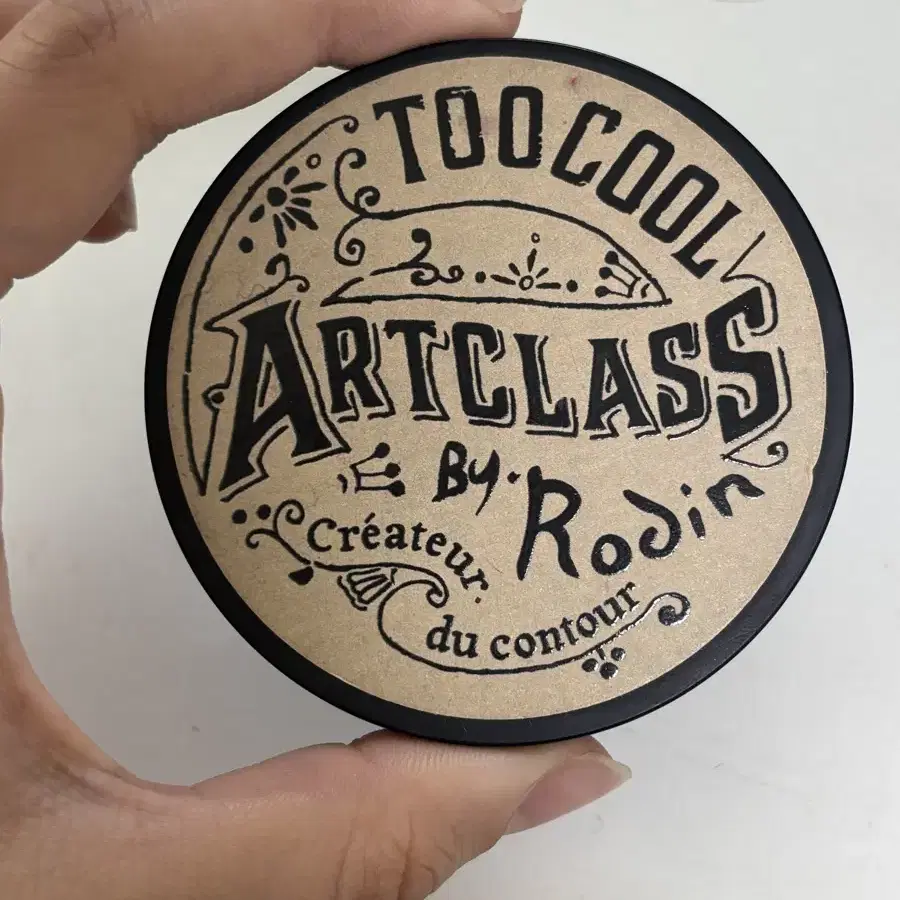 TOO COOL
ARTCLASS
By. Rodin
Créateur.
du contour